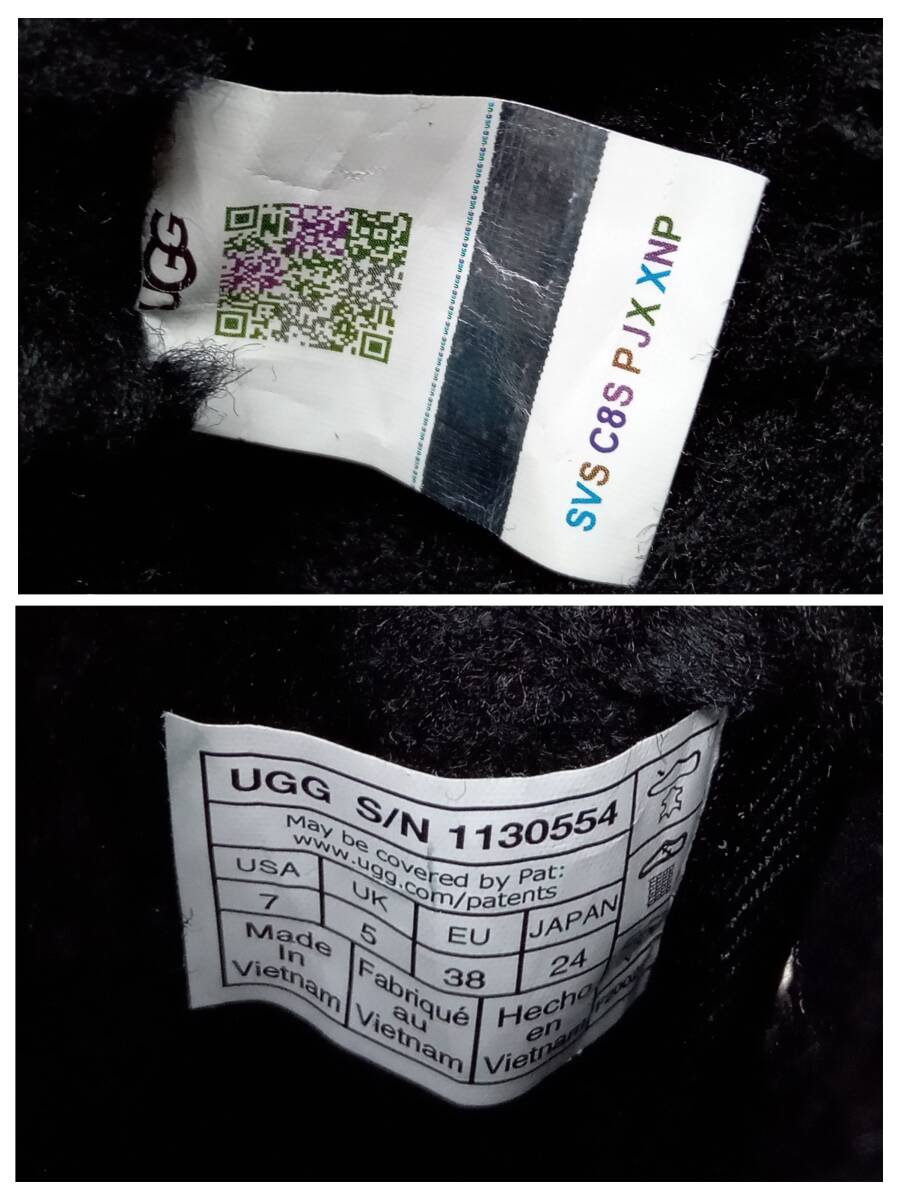 UGG
SVS C8S PJX XNP
UGG S/N 1130554
May be covered by Pat:
www.ugg.com/patents
USA UK EU JAPAN
7 5 38 24
Made In Vietnam
Fabriqué au Vietnam
Hecho en Vietnam